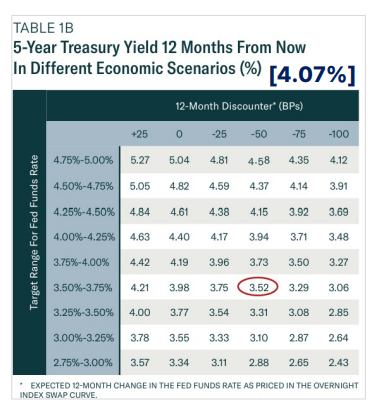 TABLE 1B
5-Year Treasury Yield 12 Months From Now
In Different Economic Scenarios (%) [4.07%]
12-Month Discounter* (BPs)
+25 0 -25 -50 -75 -100
Target Range For Fed Funds Rate
4.75%-5.00% 5.27 5.04 4.81 4.58 4.35 4.12
4.50%-4.75% 5.05 4.82 4.59 4.37 4.14 3.91
4.25%-4.50% 4.84 4.61 4.38 4.15 3.92 3.69
4.00%-4.25% 4.63 4.40 4.17 3.94 3.71 3.48
3.75%-4.00% 4.42 4.19 3.96 3.73 3.50 3.27
3.50%-3.75% 4.21 3.98 3.75 3.52 3.29 3.06
3.25%-3.50% 4.00 3.77 3.54 3.31 3.08 2.85
3.00%-3.25% 3.78 3.55 3.33 3.10 2.87 2.64
2.75%-3.00% 3.57 3.34 3.11 2.88 2.65 2.43
* EXPECTED 12-MONTH CHANGE IN THE FED FUNDS RATE AS PRICED IN THE OVERNIGHT
INDEX SWAP CURVE.